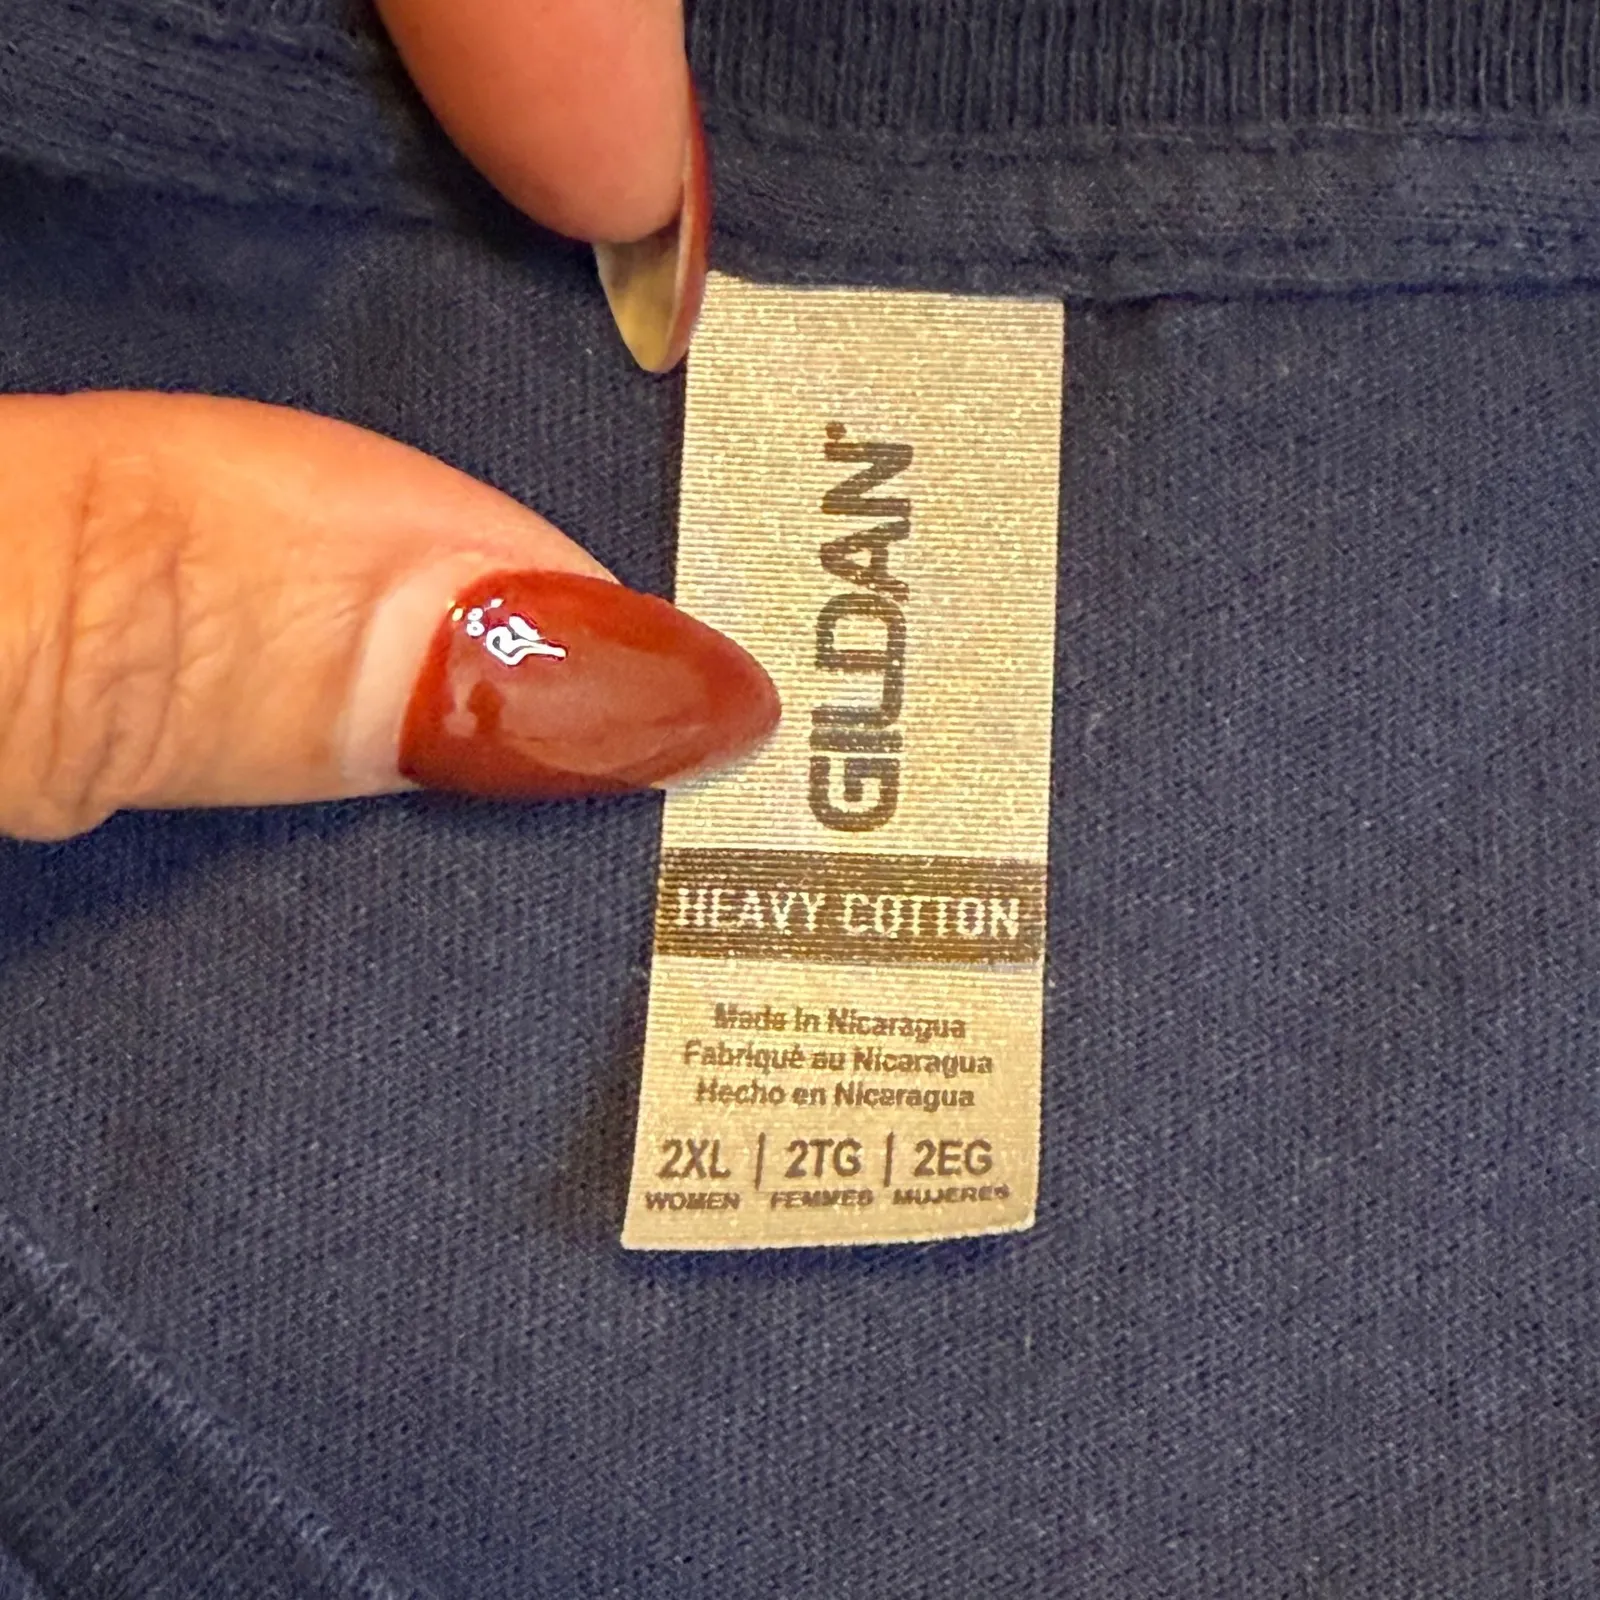 GILDAN
HEAVY COTTON
Made in Nicaragua
Fabriqué au Nicaragua
Hecho en Nicaragua
2XL | 2TG | 2EG
WOMEN FEMMES MUJERES